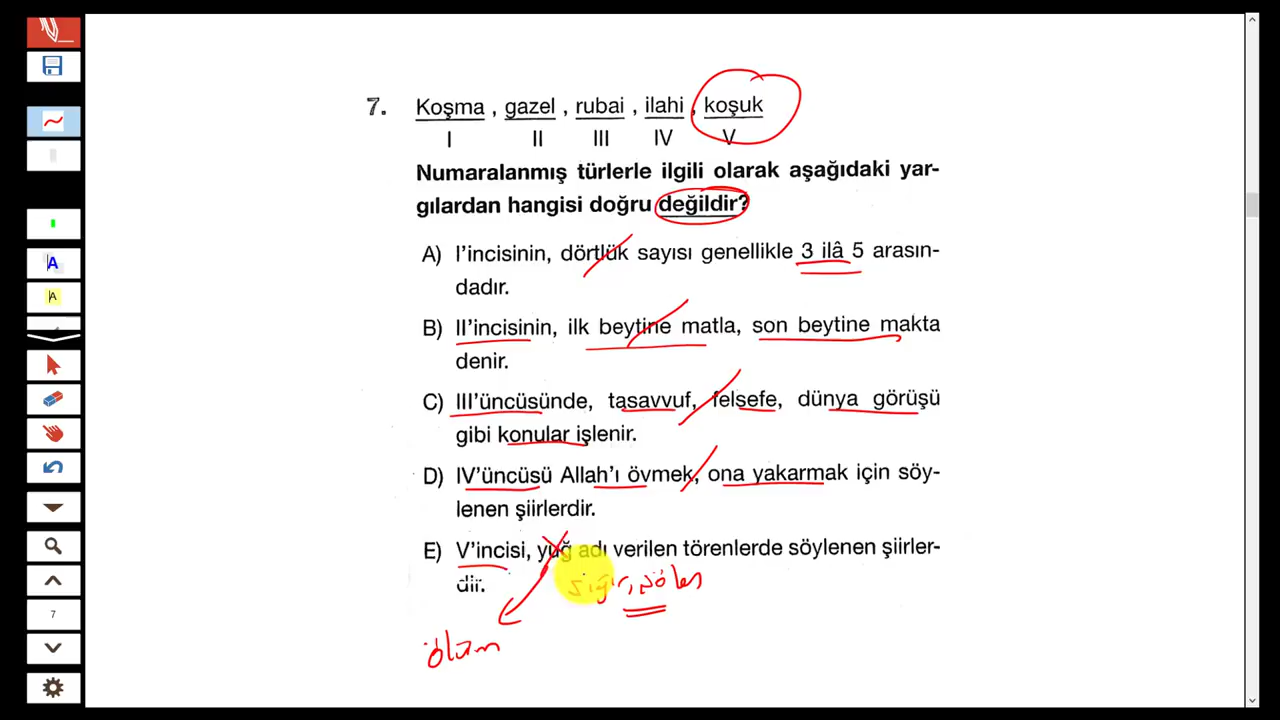 7. Koşma , gazel , rubai , ilahi , koşuk
I II III IV V
Numaralanmış türlerle ilgili olarak aşağıdaki yar-
gılardan hangisi doğru değildir?
A) I'incisinin, dörtlük sayısı genellikle 3 ilâ 5 arasın-
dadır.
B) II'incisinin, ilk beytine matla, son beytine makta
denir.
C) III'üncüsünde, tasavvuf, felsefe, dünya görüşü
gibi konular işlenir.
D) IV'üncüsü Allah'ı övmek, ona yakarmak için söy-
lenen şiirlerdir.
E) V'incisi, yuğ adı verilen törenlerde söylenen şiirler-
dir.
sığır, şölen
ölüm
A
A
7